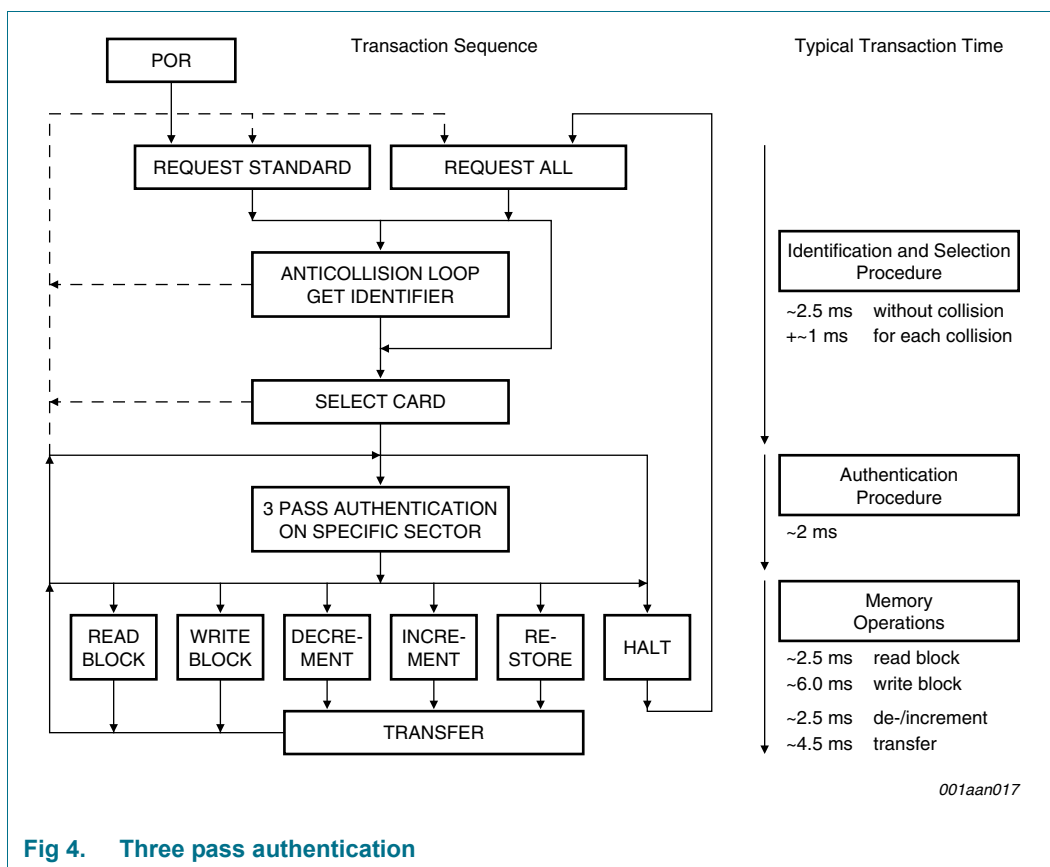 Transaction Sequence
Typical Transaction Time
POR
REQUEST STANDARD
REQUEST ALL
ANTICOLLISION LOOP
GET IDENTIFIER
SELECT CARD
3 PASS AUTHENTICATION
ON SPECIFIC SECTOR
READ
BLOCK
WRITE
BLOCK
DECRE-
MENT
INCRE-
MENT
RE-
STORE
HALT
TRANSFER
Identification and Selection
Procedure
~2.5 ms without collision
+~1 ms for each collision
Authentication
Procedure
~2 ms
Memory
Operations
~2.5 ms read block
~6.0 ms write block
~2.5 ms de-/increment
~4.5 ms transfer
001aan017
Fig 4. Three pass authentication